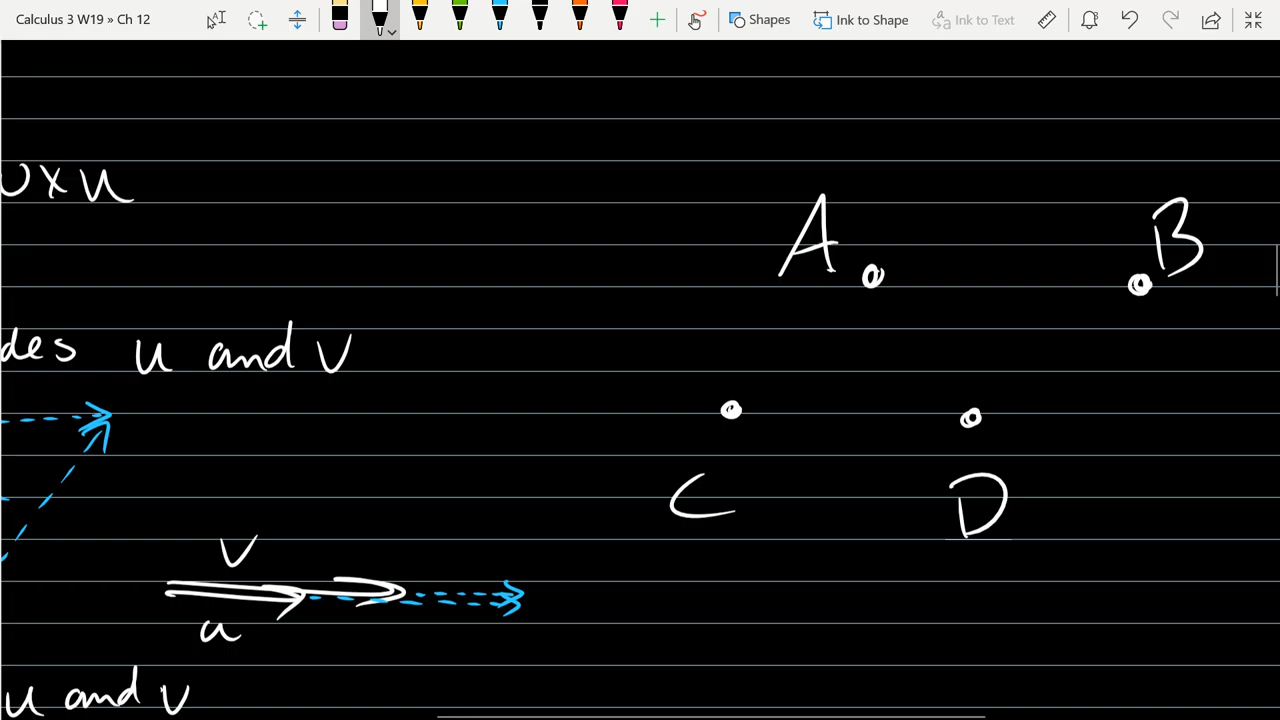 Calculus 3 W19 » Ch 12
Shapes
Ink to Shape
Ink to Text
x u
A
B
des u and v
C
D
v
u and v